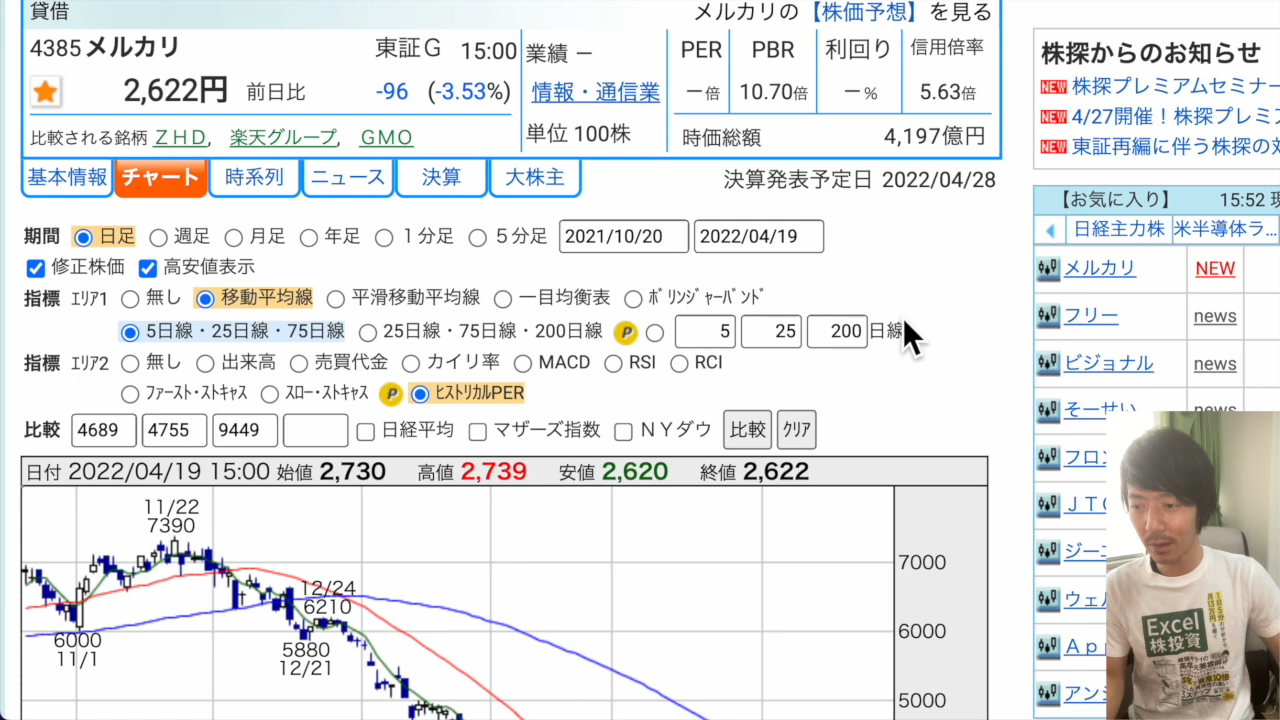 貸借
メルカリの【株価予想】を見る
4385 メルカリ 東証Ｇ 15:00
2,622円 前日比 -96 (-3.53%)
比較される銘柄 ＺＨＤ, 楽天グループ, ＧＭＯ
業績 －
情報・通信業
単位 100株
PER PBR 利回り 信用倍率
－倍 10.70倍 －% 5.63倍
時価総額 4,197億円
基本情報 チャート 時系列 ニュース 決算 大株主
決算発表予定日 2022/04/28
期間 日足 週足 月足 年足 １分足 ５分足 2021/10/20 2022/04/19
修正株価 高安値表示
指標 ｴﾘｱ1 無し 移動平均線 平滑移動平均線 一目均衡表 ﾎﾞﾘﾝｼﾞｬｰﾊﾞﾝﾄﾞ
5日線・25日線・75日線 25日線・75日線・200日線 P 5 25 200 日線
指標 ｴﾘｱ2 無し 出来高 売買代金 カイリ率 MACD RSI RCI
ﾌｧｰｽﾄ･ｽﾄｷｬｽ ｽﾛｰ･ｽﾄｷｬｽ P ﾋｽﾄﾘｶﾙPER
比較 4689 4755 9449 日経平均 マザーズ指数 ＮＹダウ 比較 ｸﾘｱ
日付 2022/04/19 15:00 始値 2,730 高値 2,739 安値 2,620 終値 2,622
11/22
7390
7000
12/24
6210
6000
11/1
6000
5880
12/21
5000
株探からのお知らせ
NEW 株探プレミアムセミナー
NEW 4/27開催！株探プレミ
NEW 東証再編に伴う株探の
【お気に入り】 15:52
日経主力株 米半導体ラ...
メルカリ NEW
フリー news
ビジョナル news
そーせい news
フロン
ＪＴ
ジー
ウェ
Ａｐ
アン
Excel
株投資